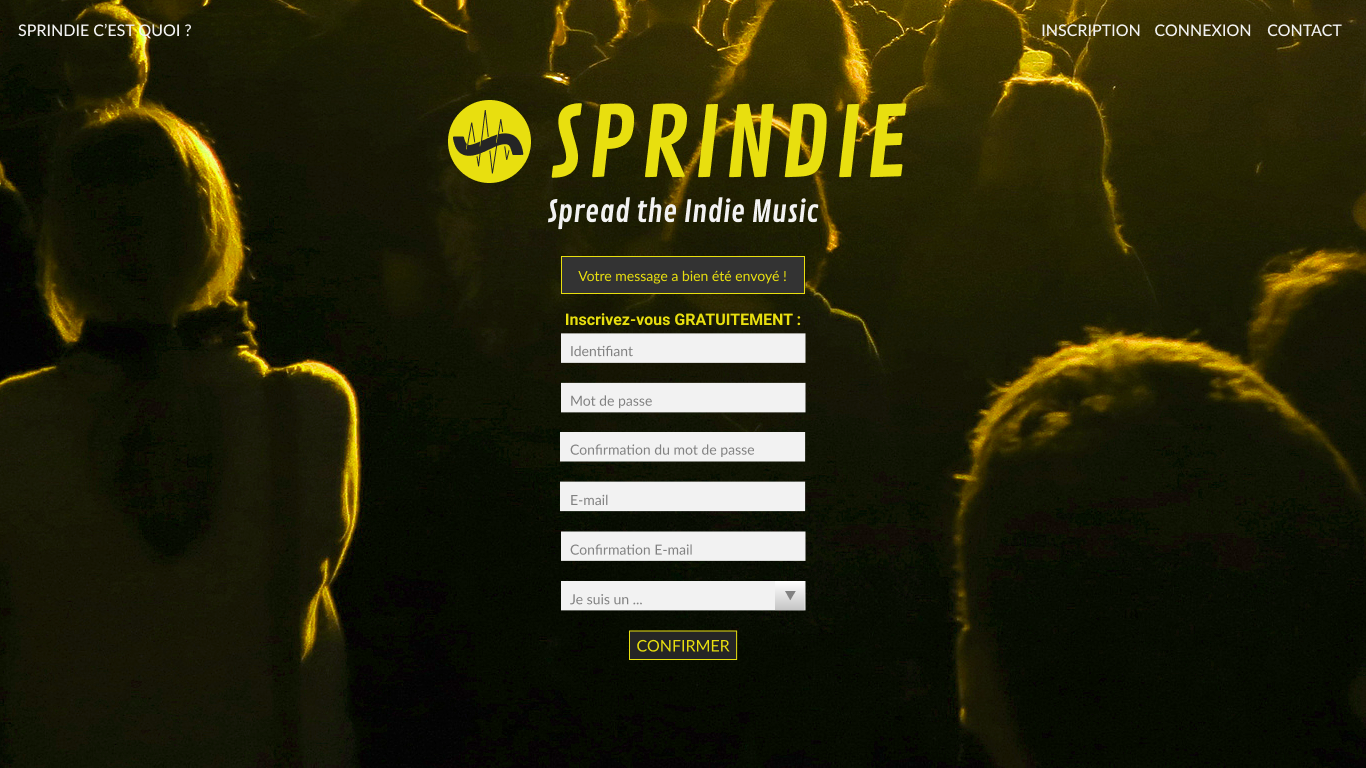 SPRINDIE C'EST QUOI ?
INSCRIPTION CONNEXION CONTACT
SPRINDIE
Spread the Indie Music
Votre message a bien été envoyé !
Inscrivez-vous GRATUITEMENT :
Identifiant
Mot de passe
Confirmation du mot de passe
E-mail
Confirmation E-mail
Je suis un ...
CONFIRMER